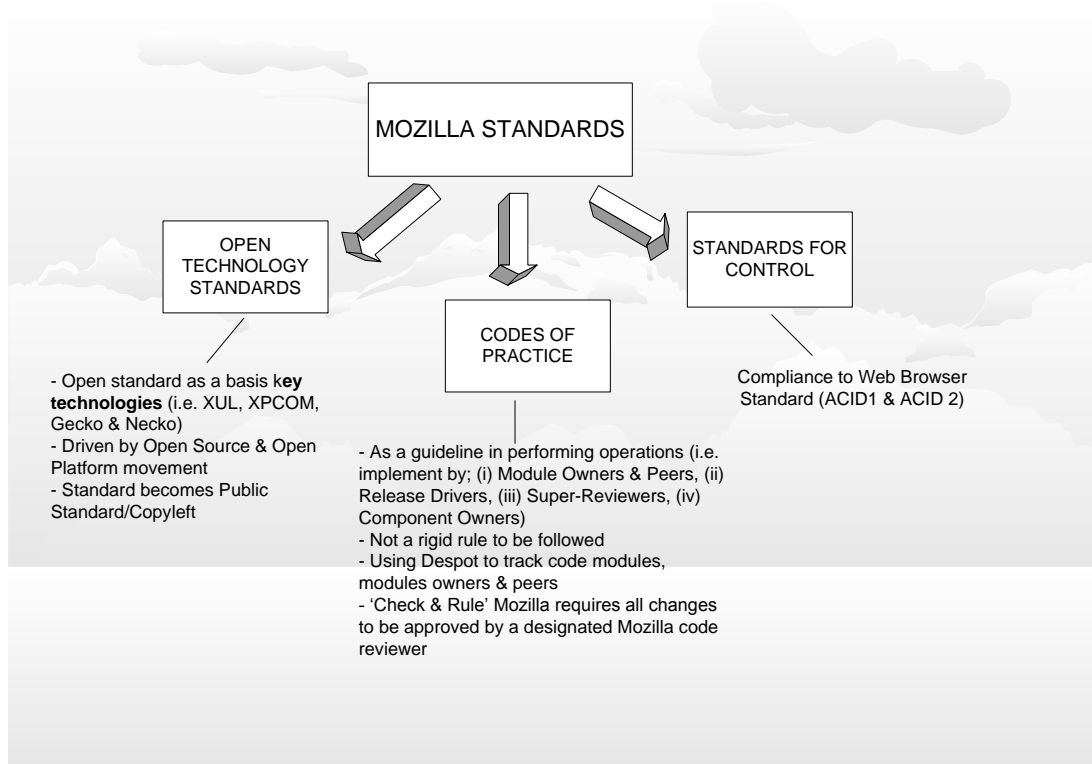 MOZILLA STANDARDS
OPEN
TECHNOLOGY
STANDARDS
- Open standard as a basis key
technologies (i.e. XUL, XPCOM,
Gecko & Necko)
- Driven by Open Source & Open
Platform movement
- Standard becomes Public
Standard/Copyleft
CODES OF
PRACTICE
- As a guideline in performing operations (i.e.
implement by; (i) Module Owners & Peers, (ii)
Release Drivers, (iii) Super-Reviewers, (iv)
Component Owners)
- Not a rigid rule to be followed
- Using Despot to track code modules,
modules owners & peers
- ‘Check & Rule’ Mozilla requires all changes
to be approved by a designated Mozilla code
reviewer
STANDARDS FOR
CONTROL
Compliance to Web Browser
Standard (ACID1 & ACID 2)